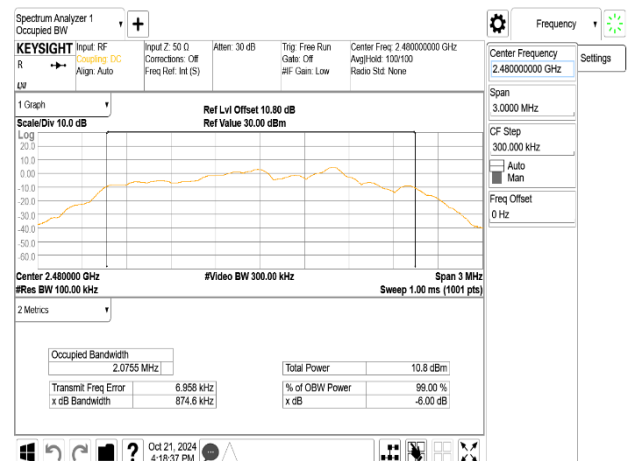 Spectrum Analyzer 1
Occupied BW
KEYSIGHT
R
LXI
Input: RF
Coupling: DC
Align: Auto
Input Z: 50 Ω
Corrections: Off
Freq Ref: Int (S)
Atten: 30 dB
Trig: Free Run
Gate: Off
#IF Gain: Low
Center Freq: 2.480000000 GHz
Avg|Hold: 100/100
Radio Std: None
1 Graph
Scale/Div 10.0 dB
Ref Lvl Offset 10.80 dB
Ref Value 30.00 dBm
Log
20.0
10.0
0.00
-10.0
-20.0
-30.0
-40.0
-50.0
-60.0
Center 2.480000 GHz
#Res BW 100.00 kHz
#Video BW 300.00 kHz
Span 3 MHz
Sweep 1.00 ms (1001 pts)
2 Metrics
Occupied Bandwidth
2.0755 MHz
Total Power 10.8 dBm
Transmit Freq Error 6.958 kHz
% of OBW Power 99.00 %
x dB Bandwidth 874.6 kHz
x dB -6.00 dB
?
Oct 21, 2024
4:18:37 PM
Frequency
Center Frequency
2.480000000 GHz
Settings
Span
3.0000 MHz
CF Step
300.000 kHz
Auto
Man
Freq Offset
0 Hz